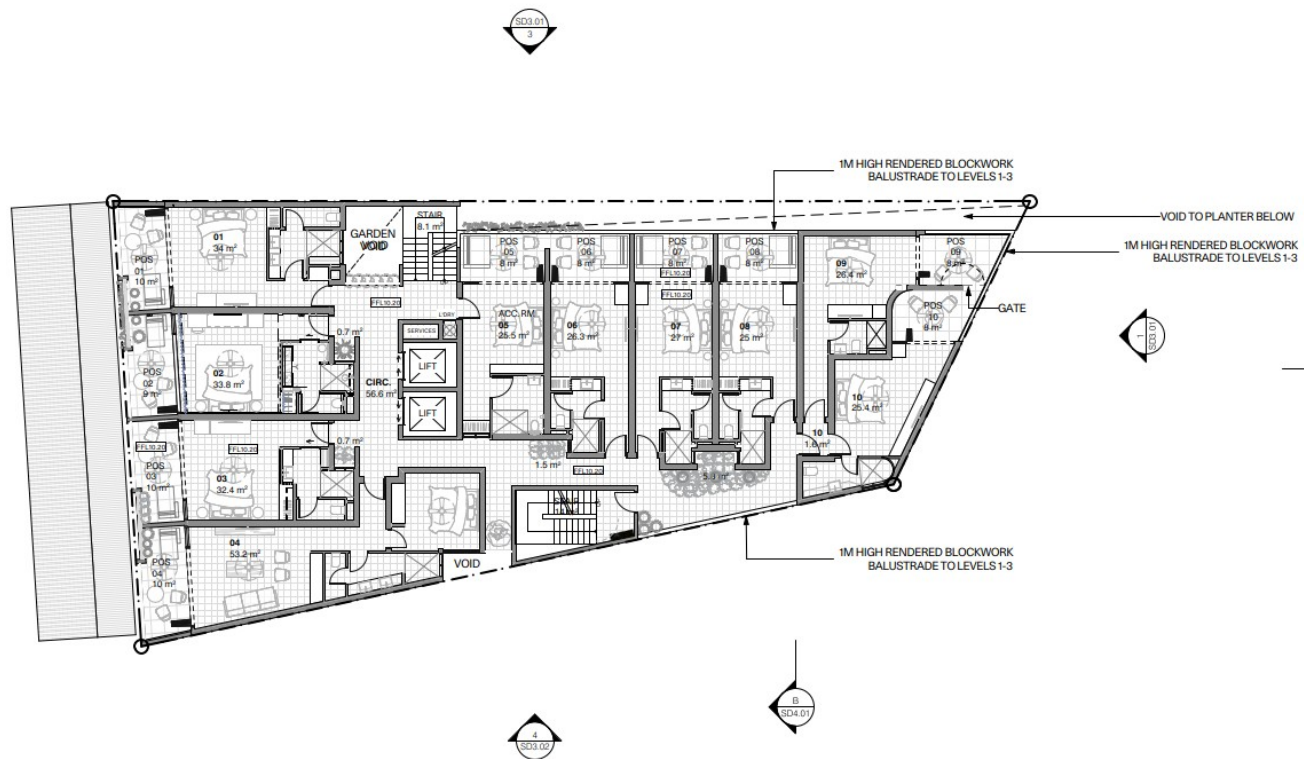 SD3.01
3
1M HIGH RENDERED BLOCKWORK
BALUSTRADE TO LEVELS 1-3
VOID TO PLANTER BELOW
1M HIGH RENDERED BLOCKWORK
BALUSTRADE TO LEVELS 1-3
GATE
1
SD3.01
STAIR
8.1 m²
GARDEN
VOID
01
34 m²
POS
01
10 m²
POS
05
8 m²
POS
06
8 m²
POS
07
8 m²
POS
08
8 m²
POS
09
8 m²
POS
10
8 m²
FFL10.20
FFL10.20
FFL10.20
09
26.4 m²
L'DRY
ACC. RM.
05
25.5 m²
06
26.3 m²
07
27 m²
08
25 m²
SERVICES
0.7 m²
LIFT
LIFT
CIRC.
56.6 m²
02
33.8 m²
POS
02
9 m²
10
25.4 m²
10
1.6 m²
0.7 m²
1.5 m²
FFL10.20
FFL10.20
FFL10.20
POS
03
10 m²
03
32.4 m²
04
53.2 m²
POS
04
10 m²
VOID
1M HIGH RENDERED BLOCKWORK
BALUSTRADE TO LEVELS 1-3
B
SD4.01
4
SD3.02